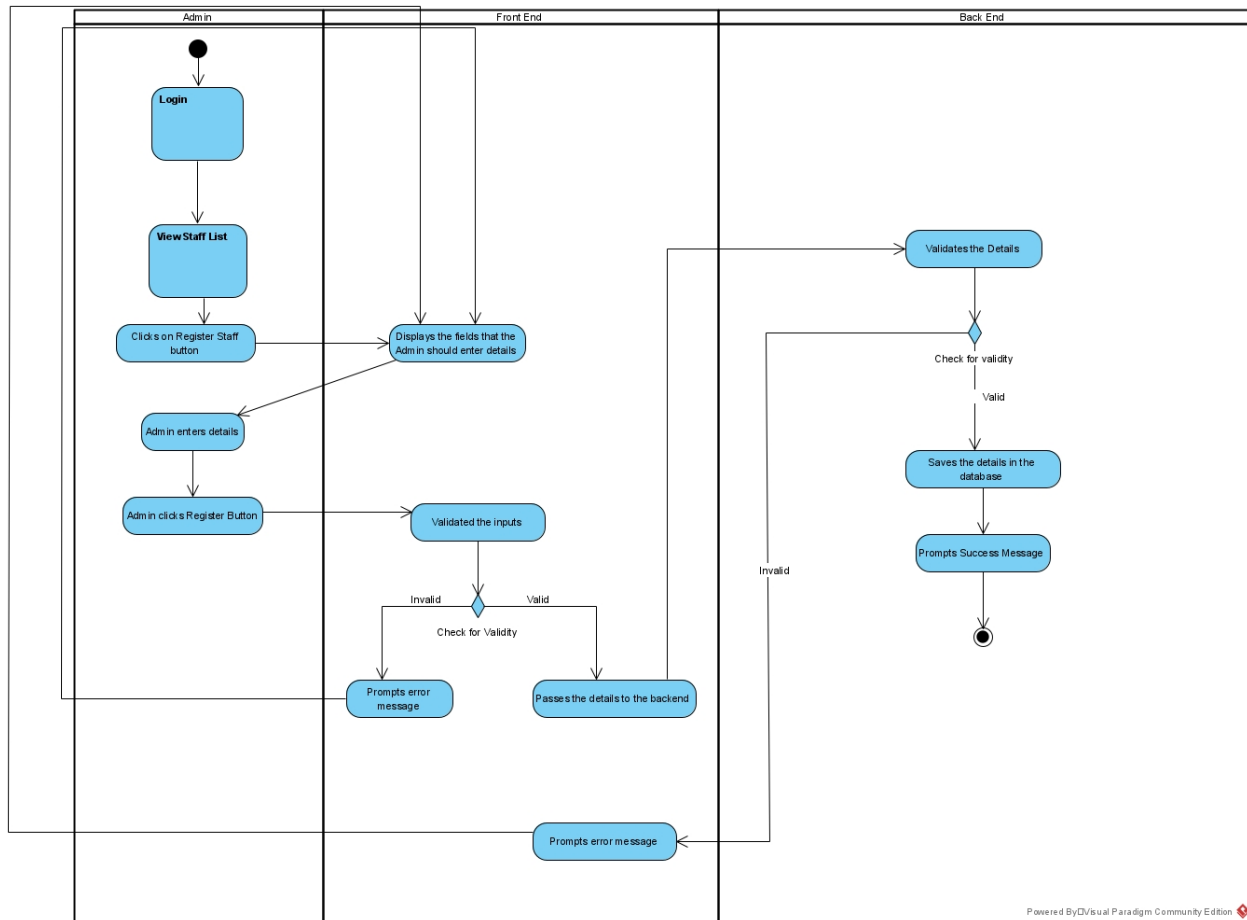 Admin
Front End
Back End
Login
View Staff List
Validates the Details
Clicks on Register Staff
button
Displays the fields that the
Admin should enter details
Check for validity
Valid
Admin enters details
Saves the details in the
database
Admin clicks Register Button
Validated the inputs
Prompts Success Message
Invalid
Invalid
Valid
Check for Validity
Prompts error
message
Passes the details to the backend
Prompts error message
Powered By□Visual Paradigm Community Edition